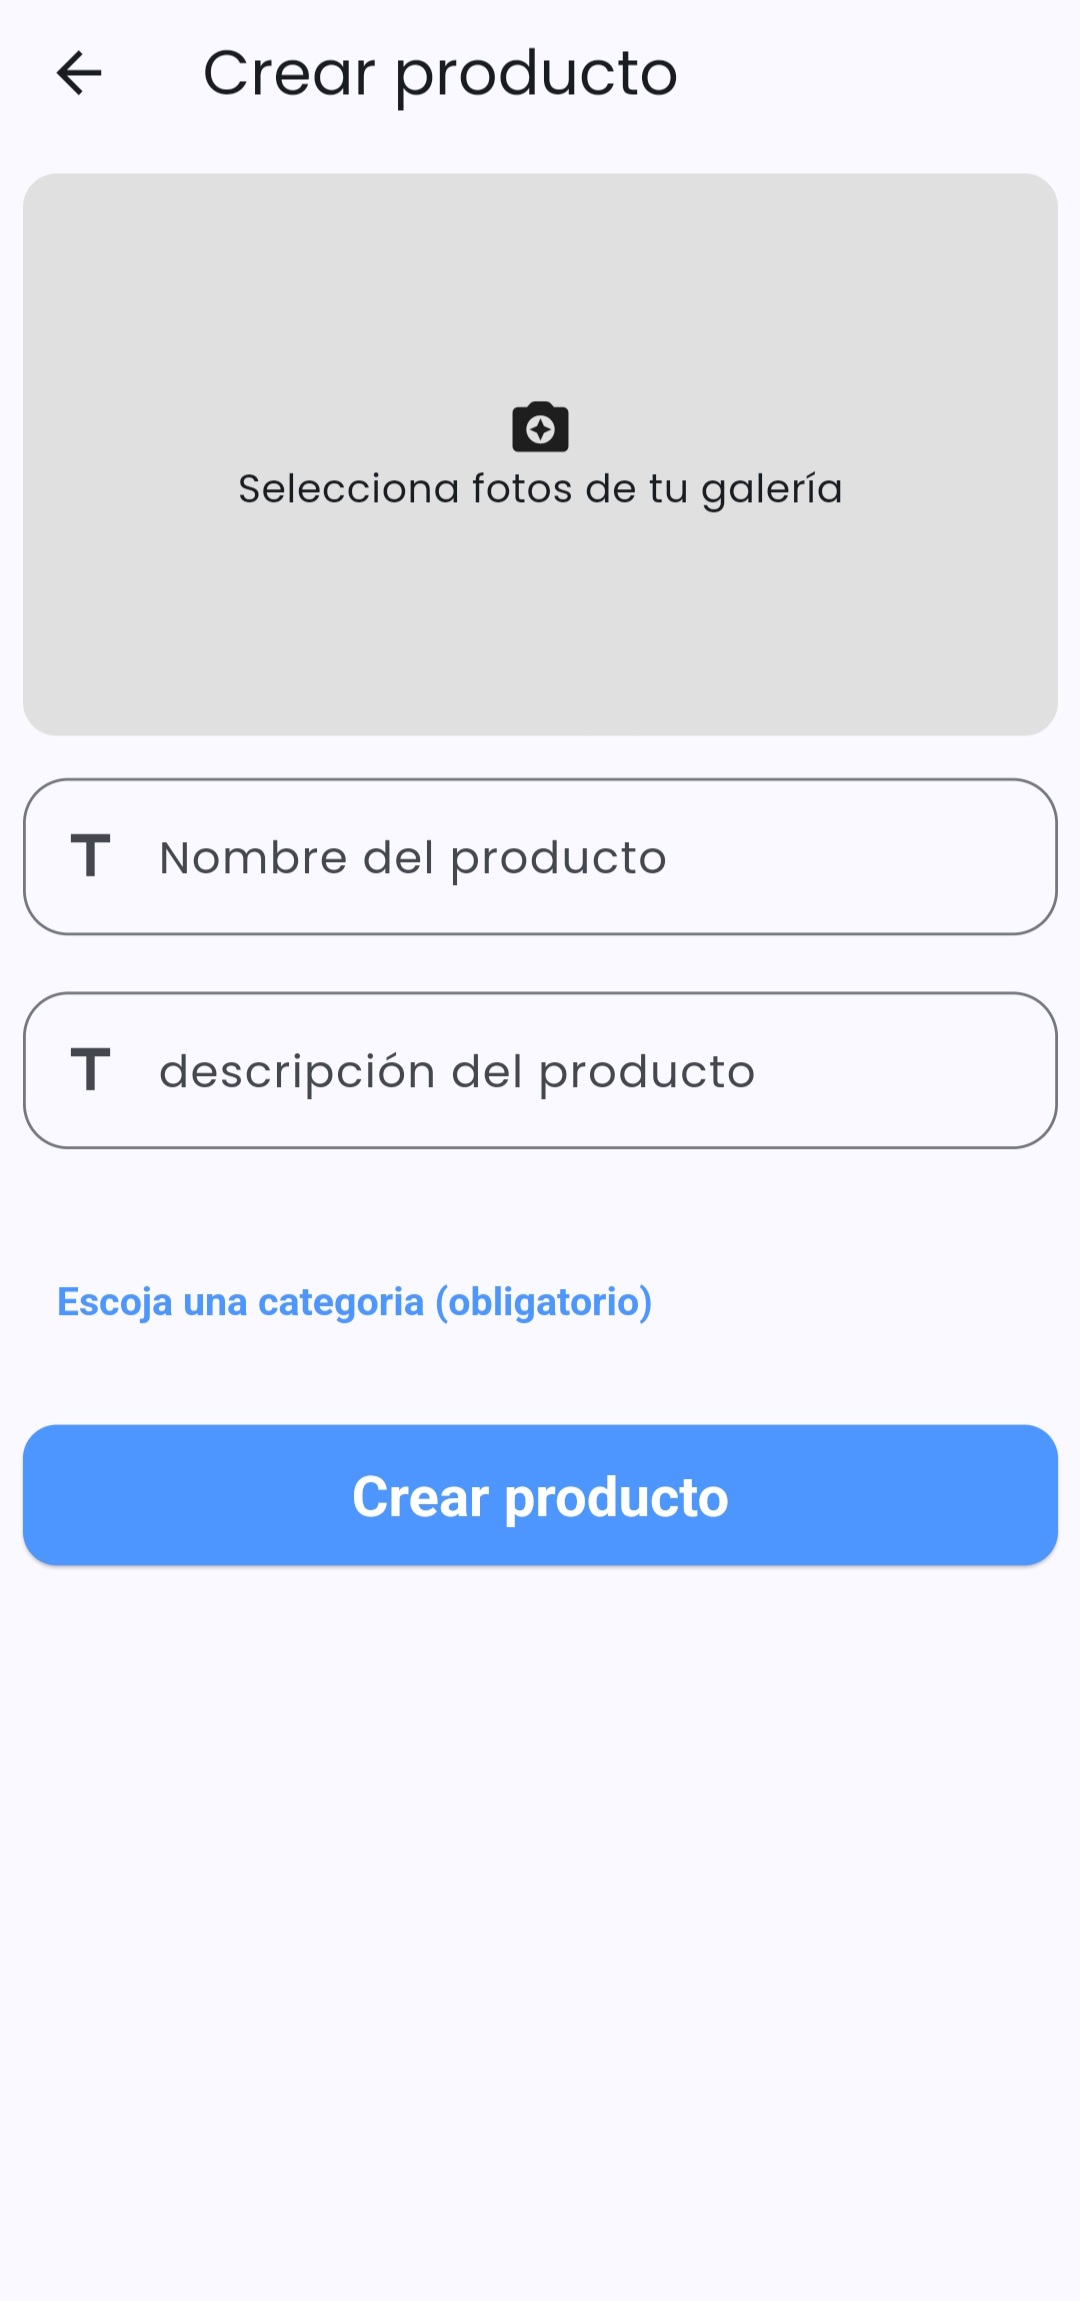 Crear producto
Selecciona fotos de tu galería
Nombre del producto
descripción del producto
Escoja una categoria (obligatorio)
Crear producto